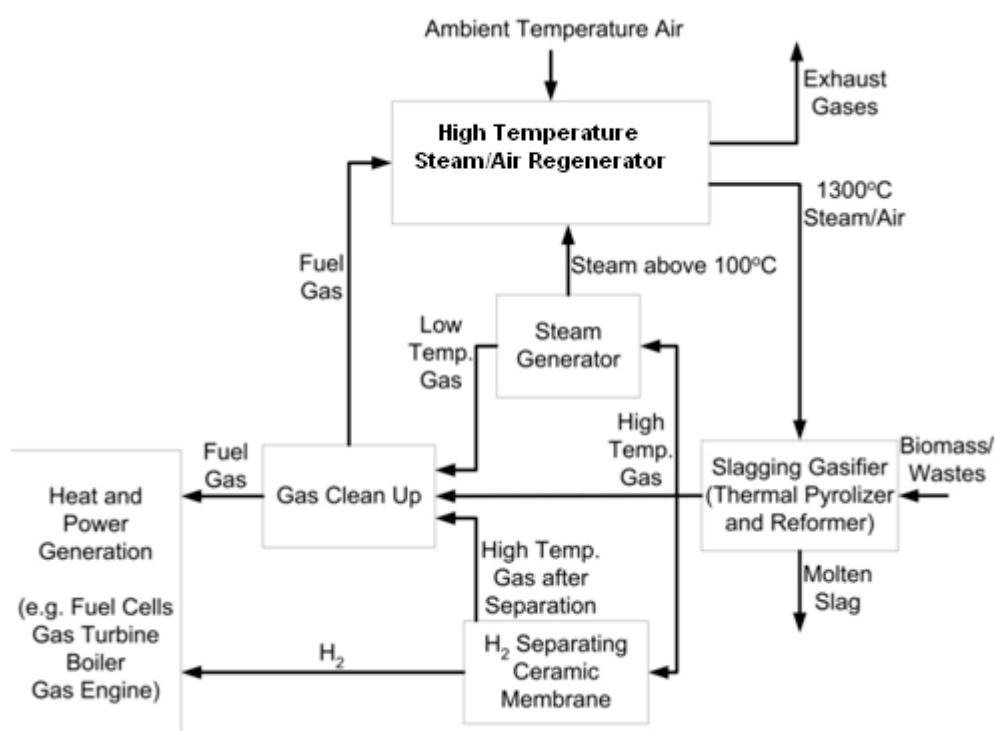 Ambient Temperature Air
Exhaust
Gases
High Temperature
Steam/Air Regenerator
1300°C
Steam/Air
Fuel
Gas
Steam above 100°C
Low
Temp.
Gas
Steam
Generator
High
Temp.
Gas
Biomass/
Wastes
Slagging Gasifier
(Thermal Pyrolizer
and Reformer)
Fuel
Gas
Gas Clean Up
Heat and
Power
Generation
(e.g. Fuel Cells
Gas Turbine
Boiler
Gas Engine)
High Temp.
Gas after
Separation
Molten
Slag
H₂
H₂ Separating
Ceramic
Membrane